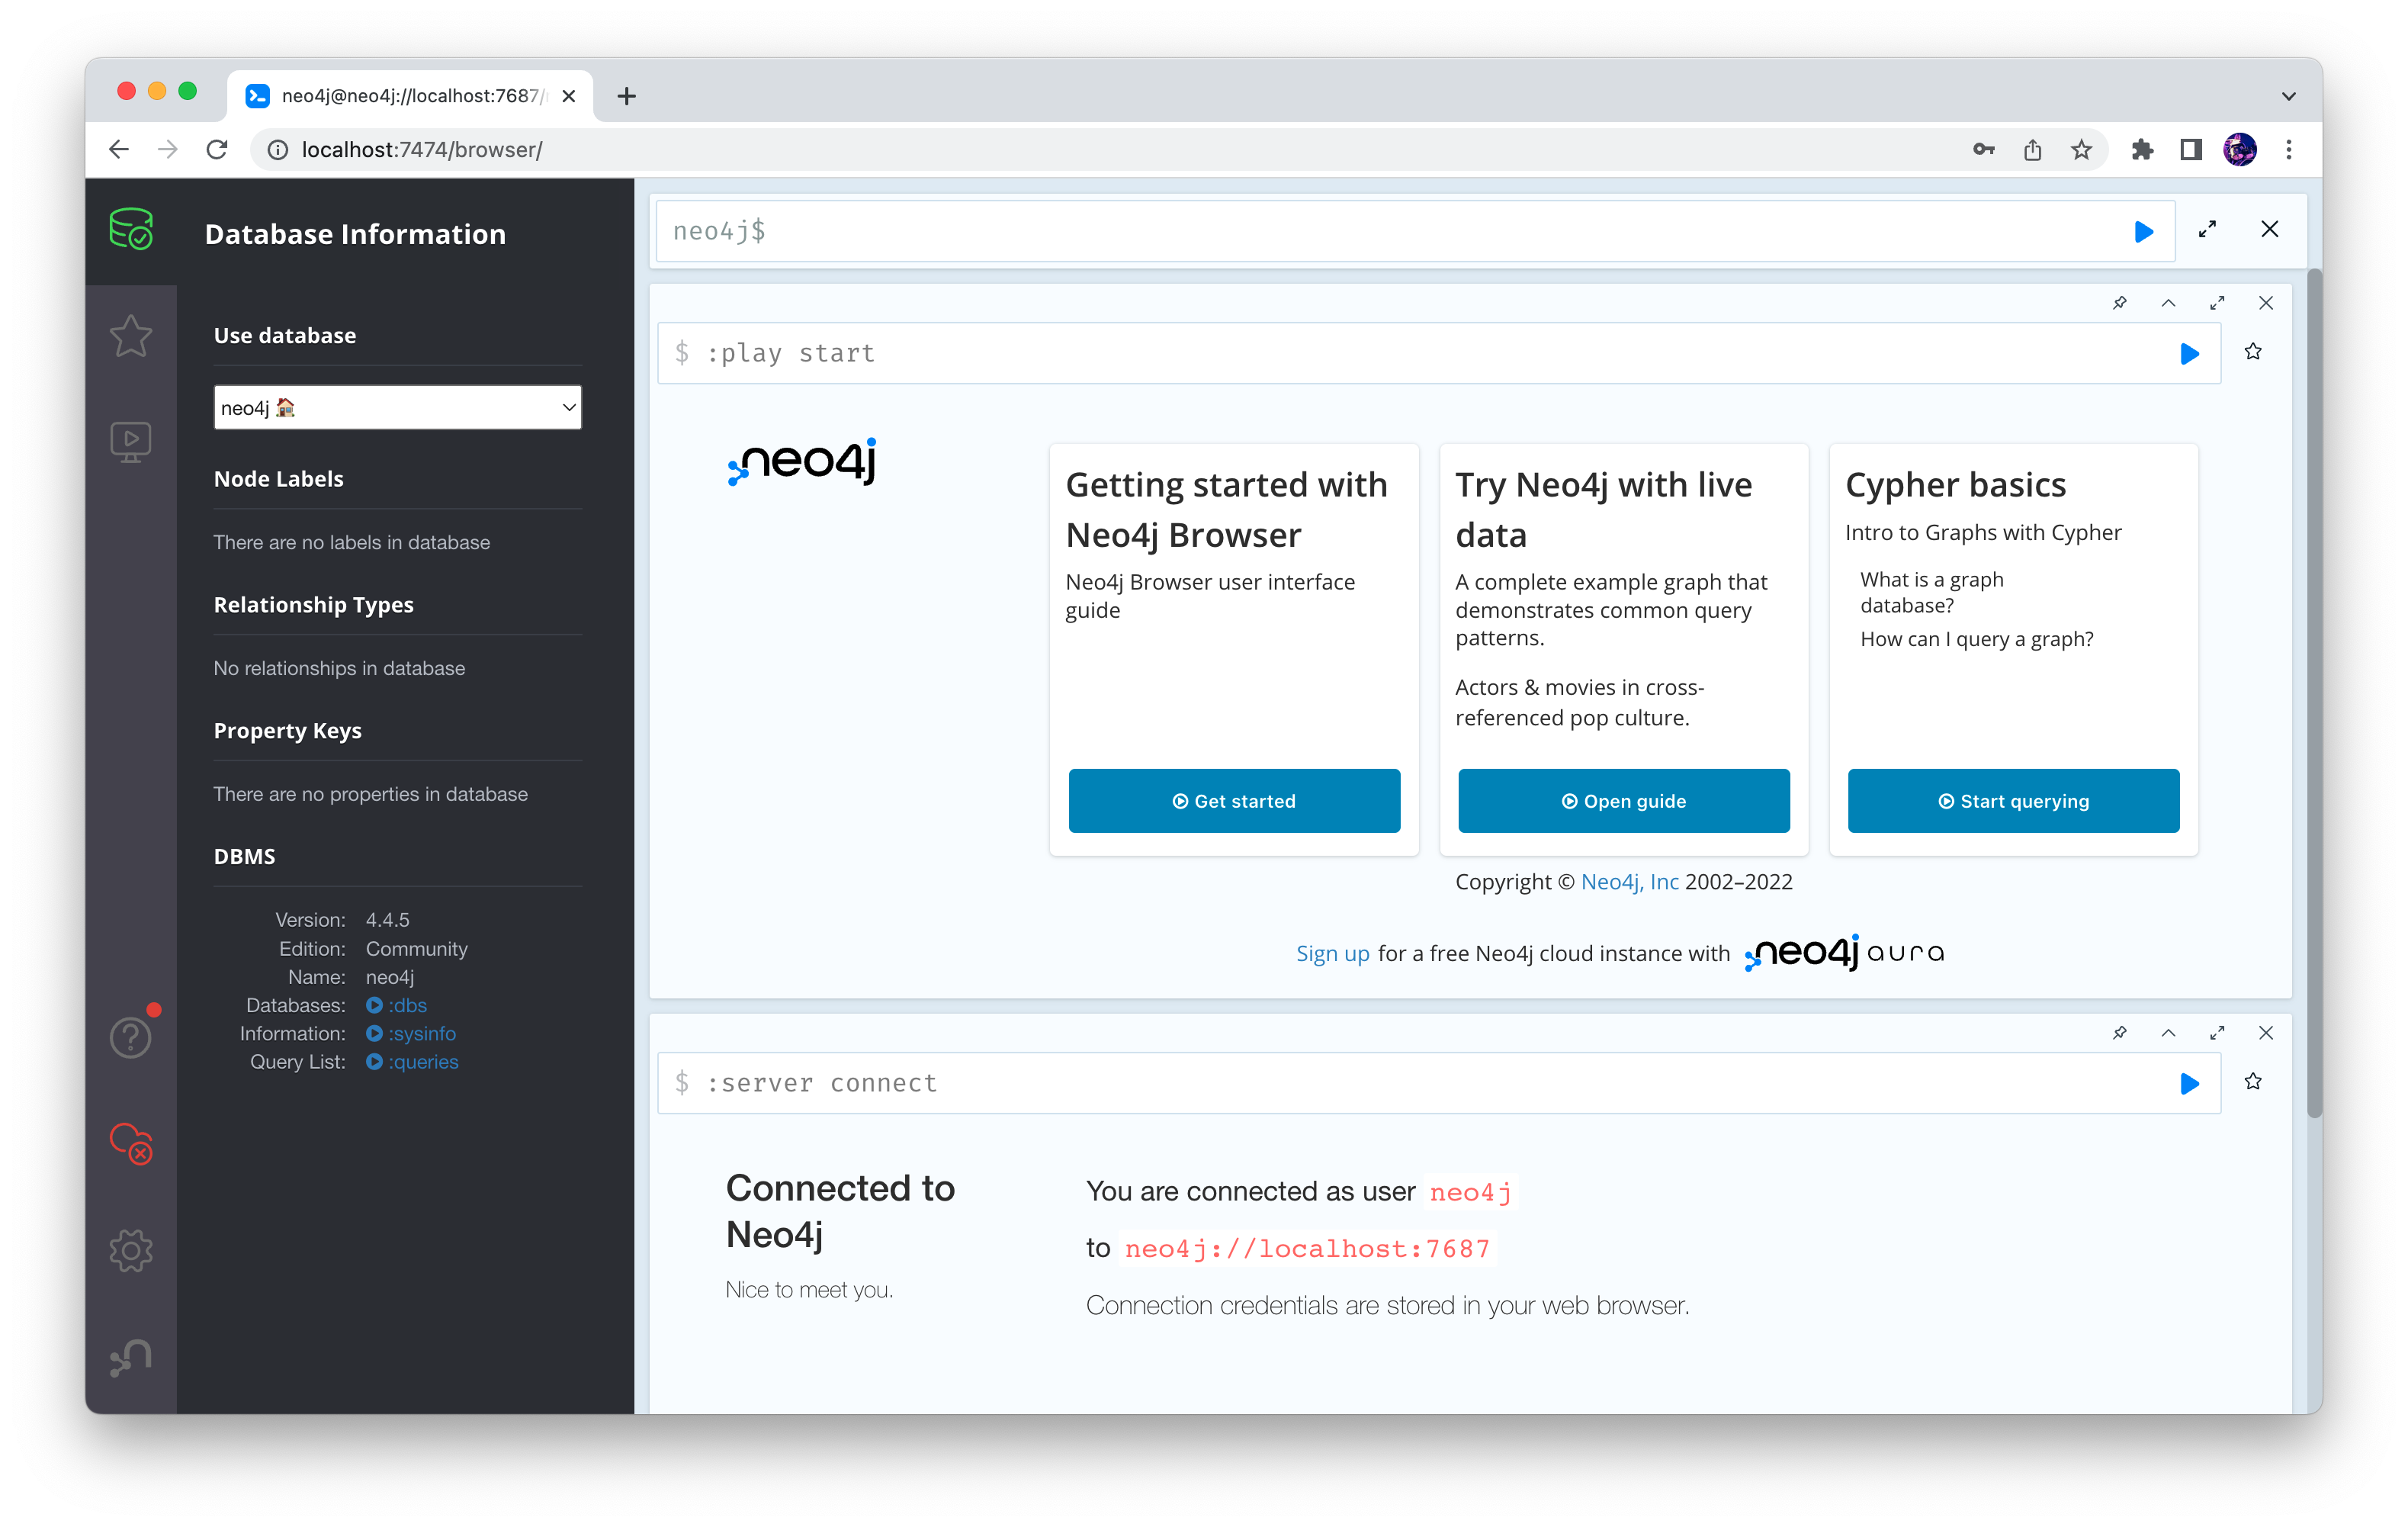 neo4j@neo4j://localhost:7687/
localhost:7474/browser/
Database Information
Use database
neo4j 🏠
Node Labels
There are no labels in database
Relationship Types
No relationships in database
Property Keys
There are no properties in database
DBMS
Version: 4.4.5
Edition: Community
Name: neo4j
Databases: :dbs
Information: :sysinfo
Query List: :queries
neo4j$
$ :play start
neo4j
Getting started with
Neo4j Browser
Neo4j Browser user interface
guide
Get started
Try Neo4j with live
data
A complete example graph that
demonstrates common query
patterns.
Actors & movies in cross-
referenced pop culture.
Open guide
Cypher basics
Intro to Graphs with Cypher
What is a graph
database?
How can I query a graph?
Start querying
Copyright © Neo4j, Inc 2002–2022
Sign up for a free Neo4j cloud instance with neo4j aura
$ :server connect
Connected to
Neo4j
Nice to meet you.
You are connected as user neo4j
to neo4j://localhost:7687
Connection credentials are stored in your web browser.